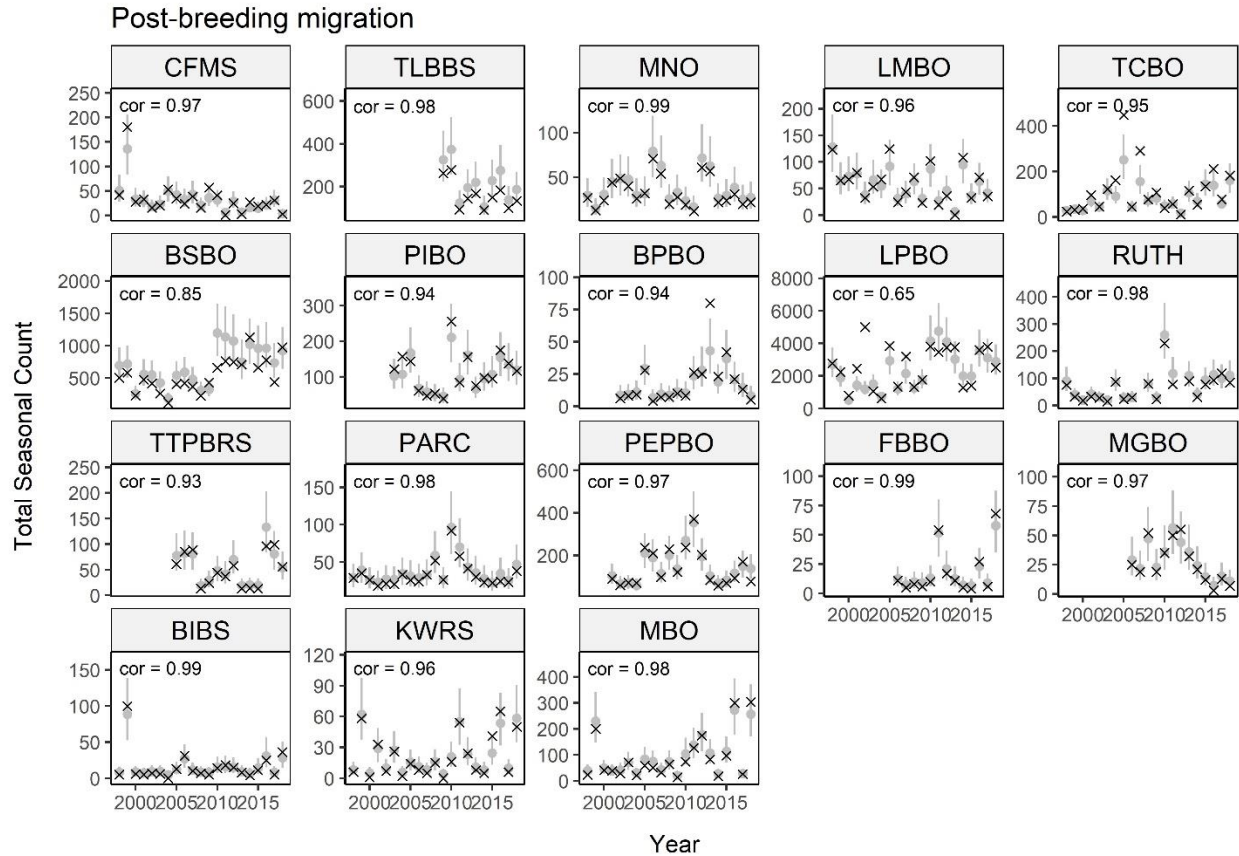 Post-breeding migration
CFMS TLBBS MNO LMBO TCBO
250 200 150 100 50 0
cor = 0.97
600 400 200
cor = 0.98
100 50
cor = 0.99
200 150 100 50 0
cor = 0.96
400 200 0
cor = 0.95
BSBO PIBO BPBO LPBO RUTH
2000 1500 1000 500
cor = 0.85
300 200 100
cor = 0.94
100 75 50 25 0
cor = 0.94
8000 6000 4000 2000 0
cor = 0.65
400 300 200 100 0
cor = 0.98
TTPBRS PARC PEPBO FBBO MGBO
250 200 150 100 50 0
cor = 0.93
150 100 50
cor = 0.98
600 400 200
cor = 0.97
100 75 50 25 0
cor = 0.99
100 75 50 25 0
cor = 0.97
2000 2005 2010 2015
2000 2005 2010 2015
BIBS KWRS MBO
150 100 50 0
cor = 0.99
120 90 60 30 0
cor = 0.96
400 300 200 100 0
cor = 0.98
2000 2005 2010 2015
2000 2005 2010 2015
2000 2005 2010 2015
Total Seasonal Count
Year